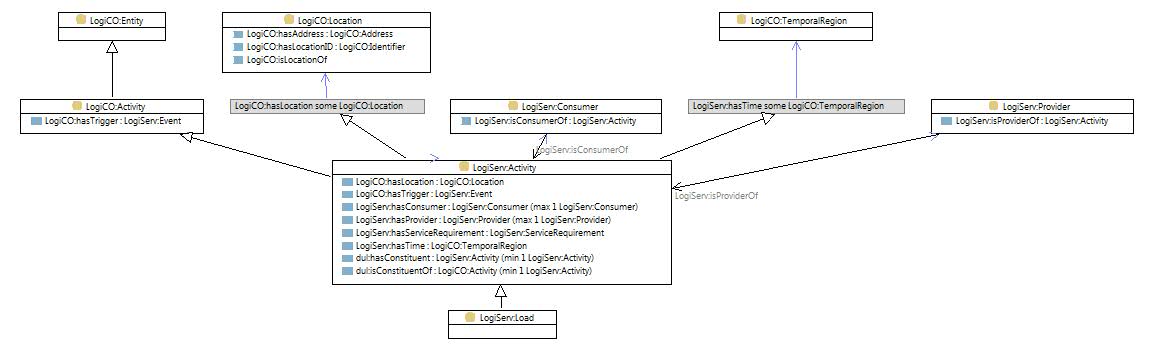 LogiCO:Entity
LogiCO:Location
LogiCO:hasAddress : LogiCO:Address
LogiCO:hasLocationID : LogiCO:Identifier
LogiCO:isLocationOf
LogiCO:TemporalRegion
LogiCO:Activity
LogiCO:hasTrigger : LogiServ:Event
LogiCO:hasLocation some LogiCO:Location
LogiServ:Consumer
LogiServ:isConsumerOf : LogiServ:Activity
LogiServ:hasTime some LogiCO:TemporalRegion
LogiServ:Provider
LogiServ:isProviderOf : LogiServ:Activity
LogiServ:isConsumerOf
LogiServ:Activity
LogiCO:hasLocation : LogiCO:Location
LogiCO:hasTrigger : LogiServ:Event
LogiServ:hasConsumer : LogiServ:Consumer (max 1 LogiServ:Consumer)
LogiServ:hasProvider : LogiServ:Provider (max 1 LogiServ:Provider)
LogiServ:hasServiceRequirement : LogiServ:ServiceRequirement
LogiServ:hasTime : LogiCO:TemporalRegion
dul:hasConstituent : LogiServ:Activity (min 1 LogiServ:Activity)
dul:isConstituentOf : LogiCO:Activity (min 1 LogiServ:Activity)
LogiServ:isProviderOf
LogiServ:Load